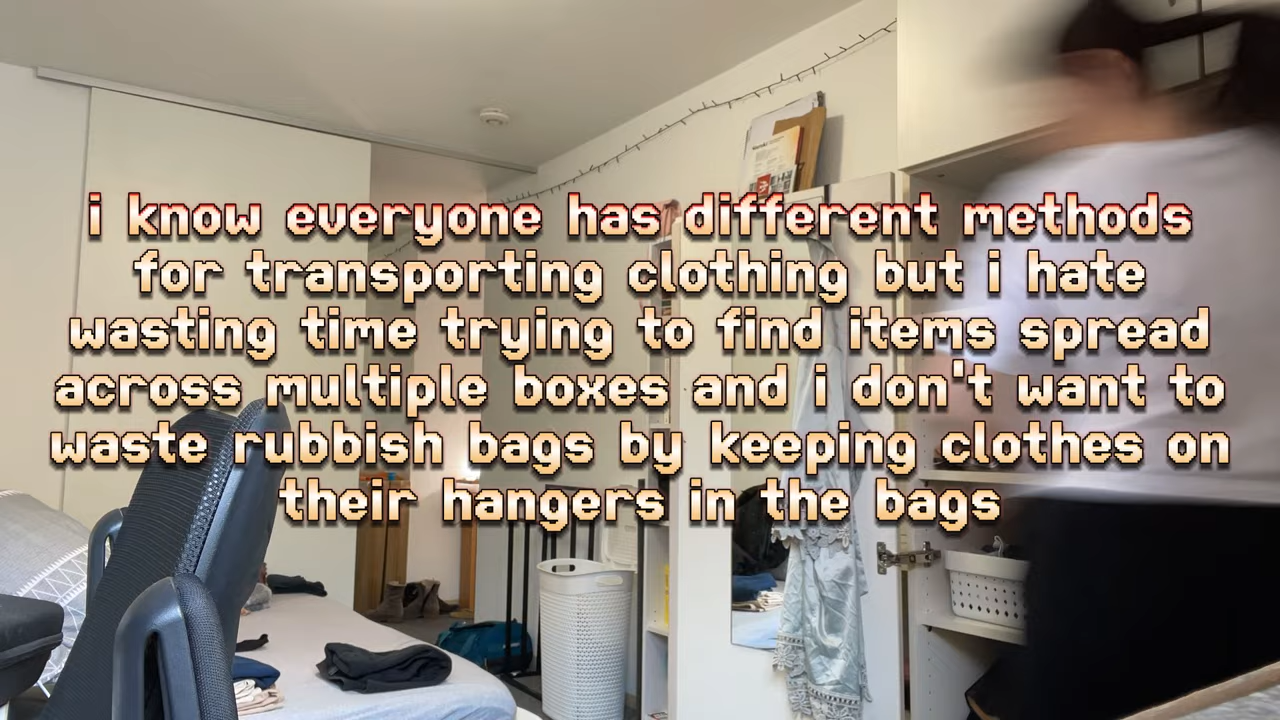 i know everyone has different methods
for transporting clothing but i hate
wasting time trying to find items spread
across multiple boxes and i don't want to
waste rubbish bags by keeping clothes on
their hangers in the bags